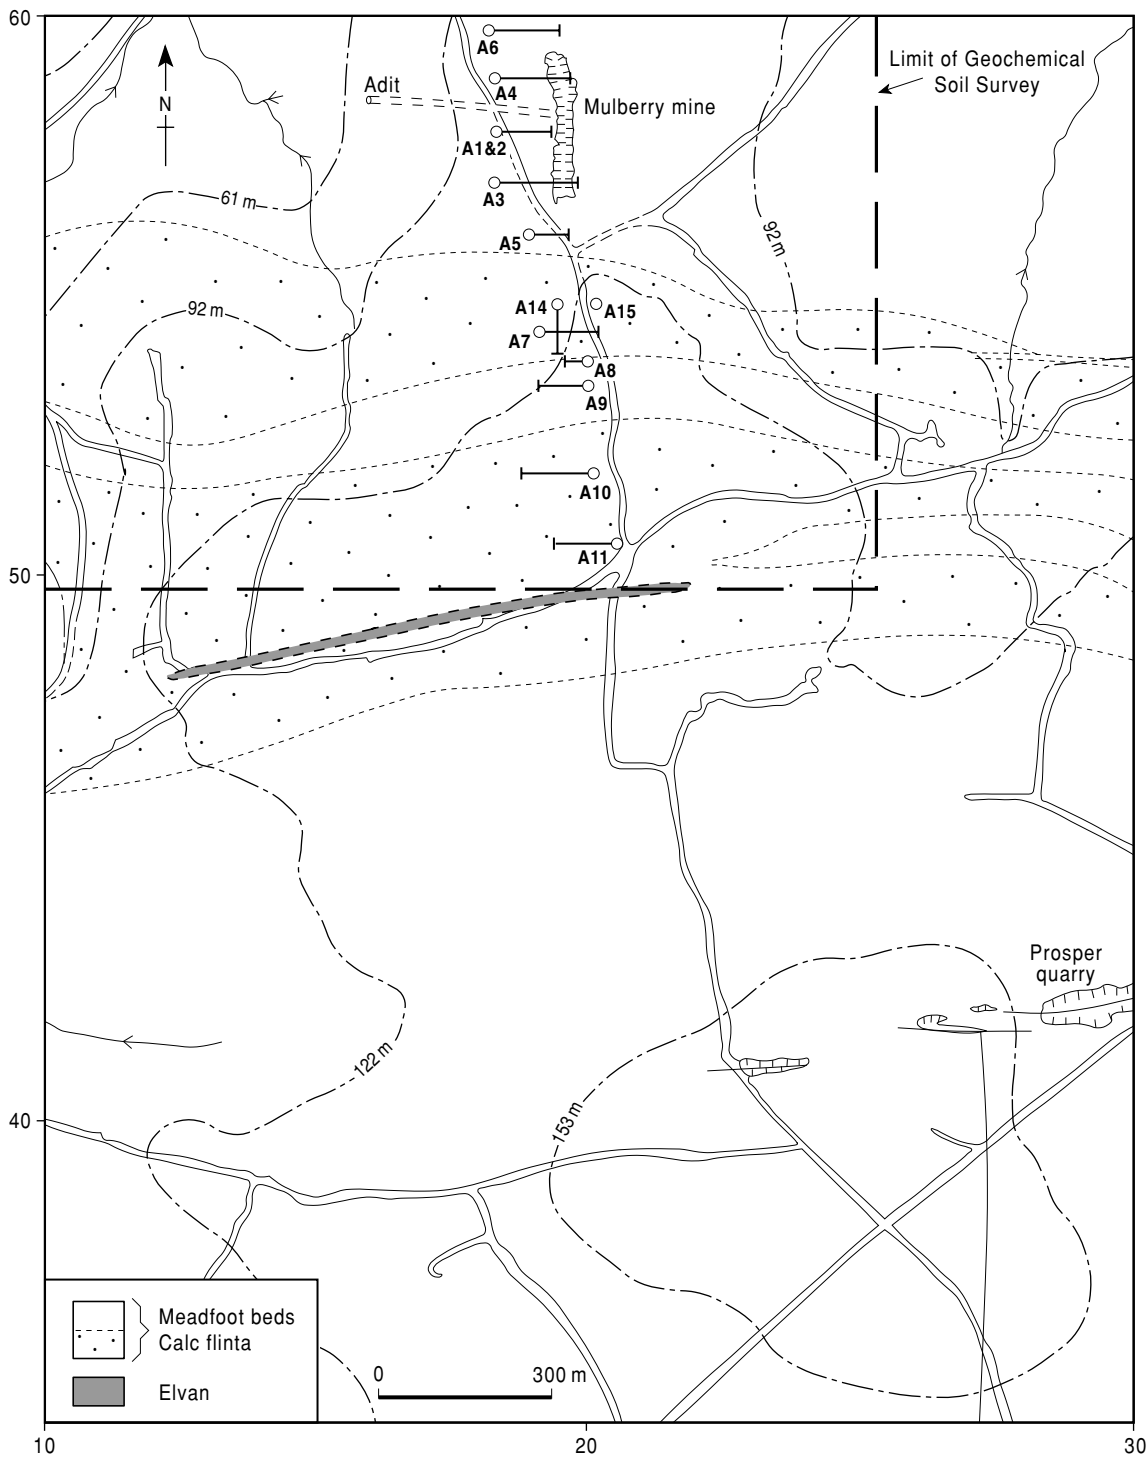 60
A6
Limit of Geochemical
Soil Survey
Adit
A4
Mulberry mine
N
A1&2
A3
61 m
A5
92 m
92 m
A14
A15
A7
A8
A9
A10
A11
50
Prosper
quarry
122 m
153 m
40
Meadfoot beds
Calc flinta
Elvan
0
300 m
10
20
30